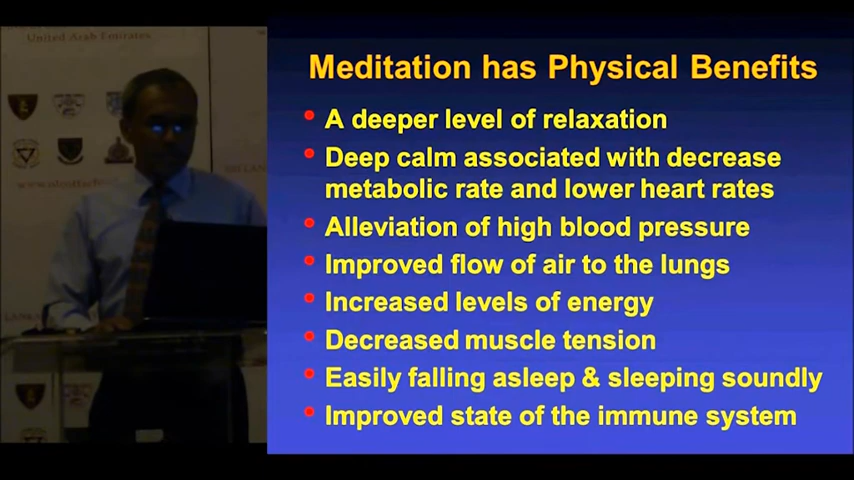 United Arab Emirates
Meditation has Physical Benefits
A deeper level of relaxation
Deep calm associated with decrease
metabolic rate and lower heart rates
Alleviation of high blood pressure
Improved flow of air to the lungs
Increased levels of energy
Decreased muscle tension
Easily falling asleep & sleeping soundly
Improved state of the immune system